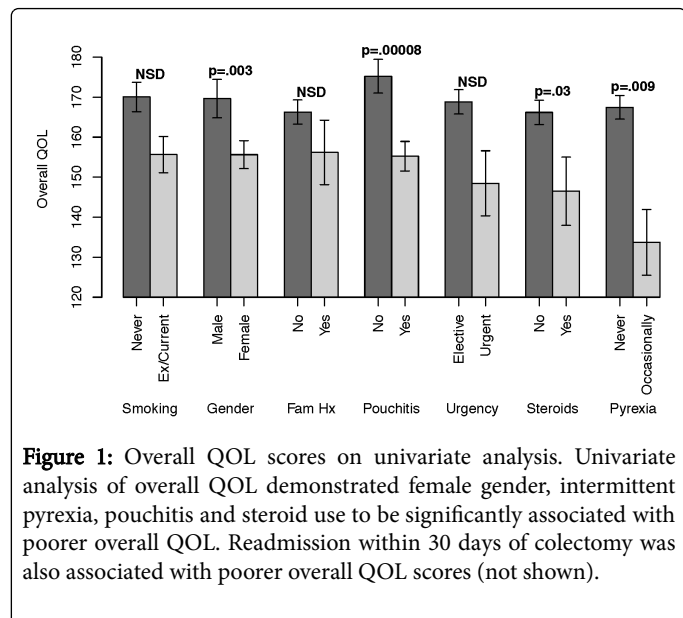 180
170
160
150
140
130
120
Overall QOL
NSD
p=.003
NSD
p=.00008
NSD
p=.03
p=.009
Never
Ex/Current
Male
Female
No
Yes
No
Yes
Elective
Urgent
No
Yes
Never
Occasionally
Smoking
Gender
Fam Hx
Pouchitis
Urgency
Steroids
Pyrexia
Figure 1: Overall QOL scores on univariate analysis. Univariate
analysis of overall QOL demonstrated female gender, intermittent
pyrexia, pouchitis and steroid use to be significantly associated with
poorer overall QOL. Readmission within 30 days of colectomy was
also associated with poorer overall QOL scores (not shown).